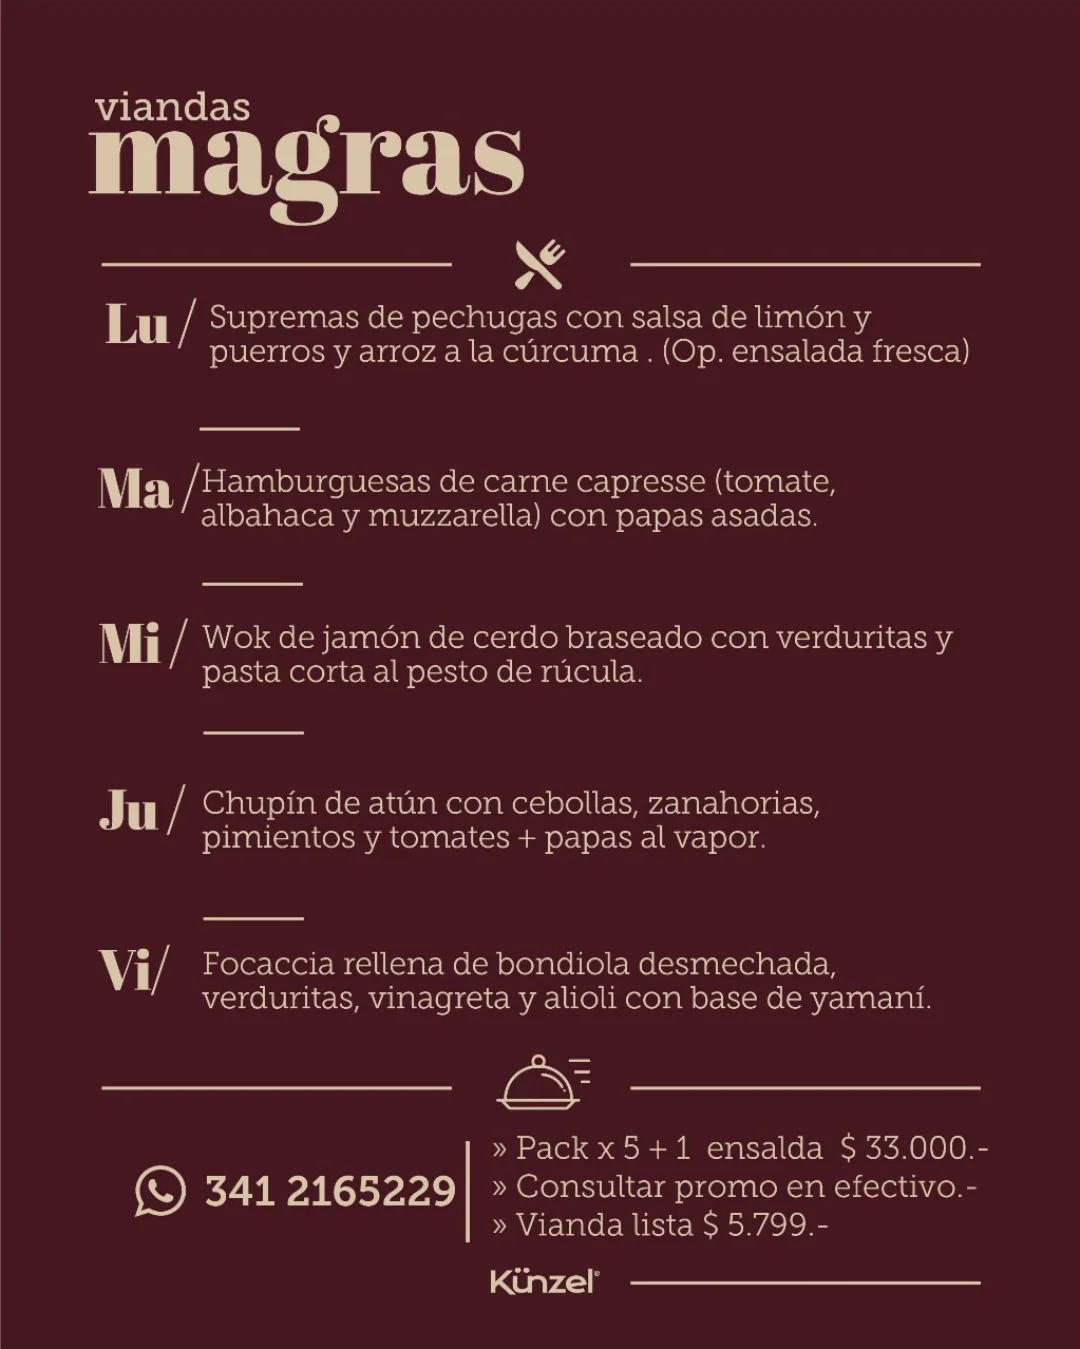 viandas
magras
Lu / Supremas de pechugas con salsa de limón y
puerros y arroz a la cúrcuma . (Op. ensalada fresca)
Ma / Hamburguesas de carne capresse (tomate,
albahaca y muzzarella) con papas asadas.
Mi / Wok de jamón de cerdo braseado con verduritas y
pasta corta al pesto de rúcula.
Ju / Chupín de atún con cebollas, zanahorias,
pimientos y tomates + papas al vapor.
Vi/ Focaccia rellena de bondiola desmechada,
verduritas, vinagreta y alioli con base de yamaní.
341 2165229
» Pack x 5 + 1 ensalda $ 33.000.-
» Consultar promo en efectivo.-
» Vianda lista $ 5.799.-
Künzel®